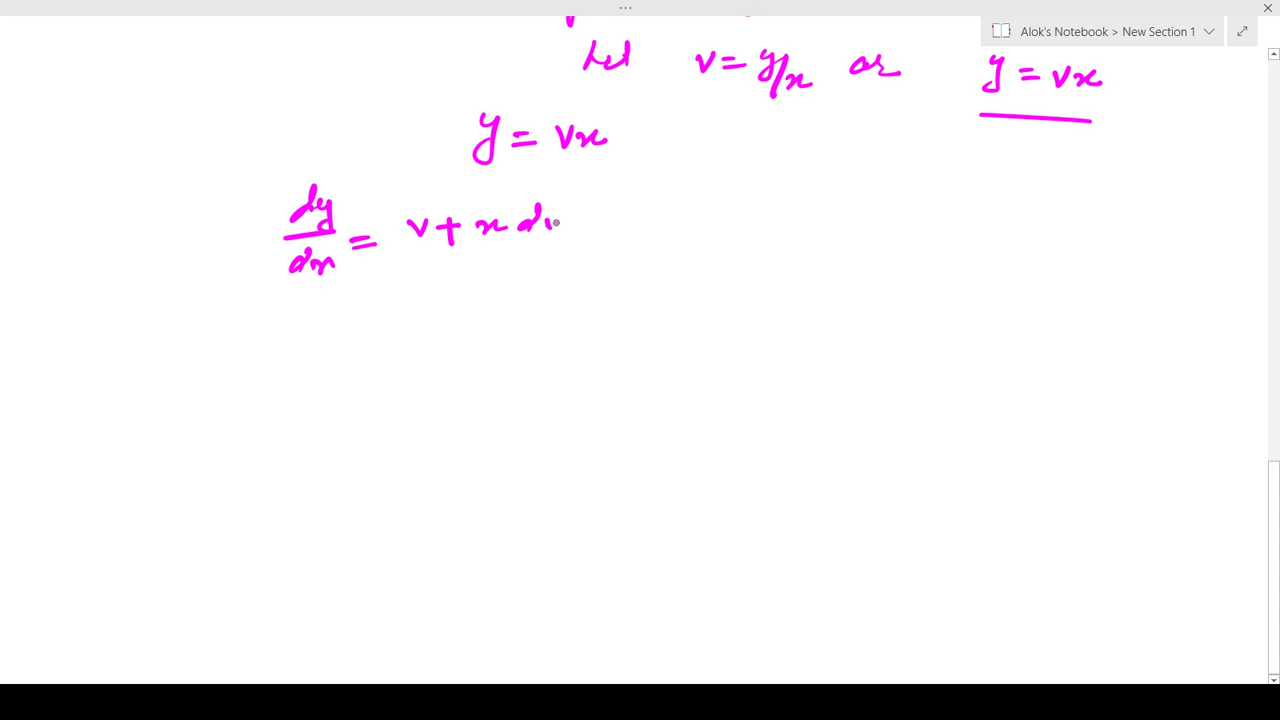 Alok's Notebook > New Section 1
Let v = y/x or y = vx
y = vx
dy/dx = v + x d